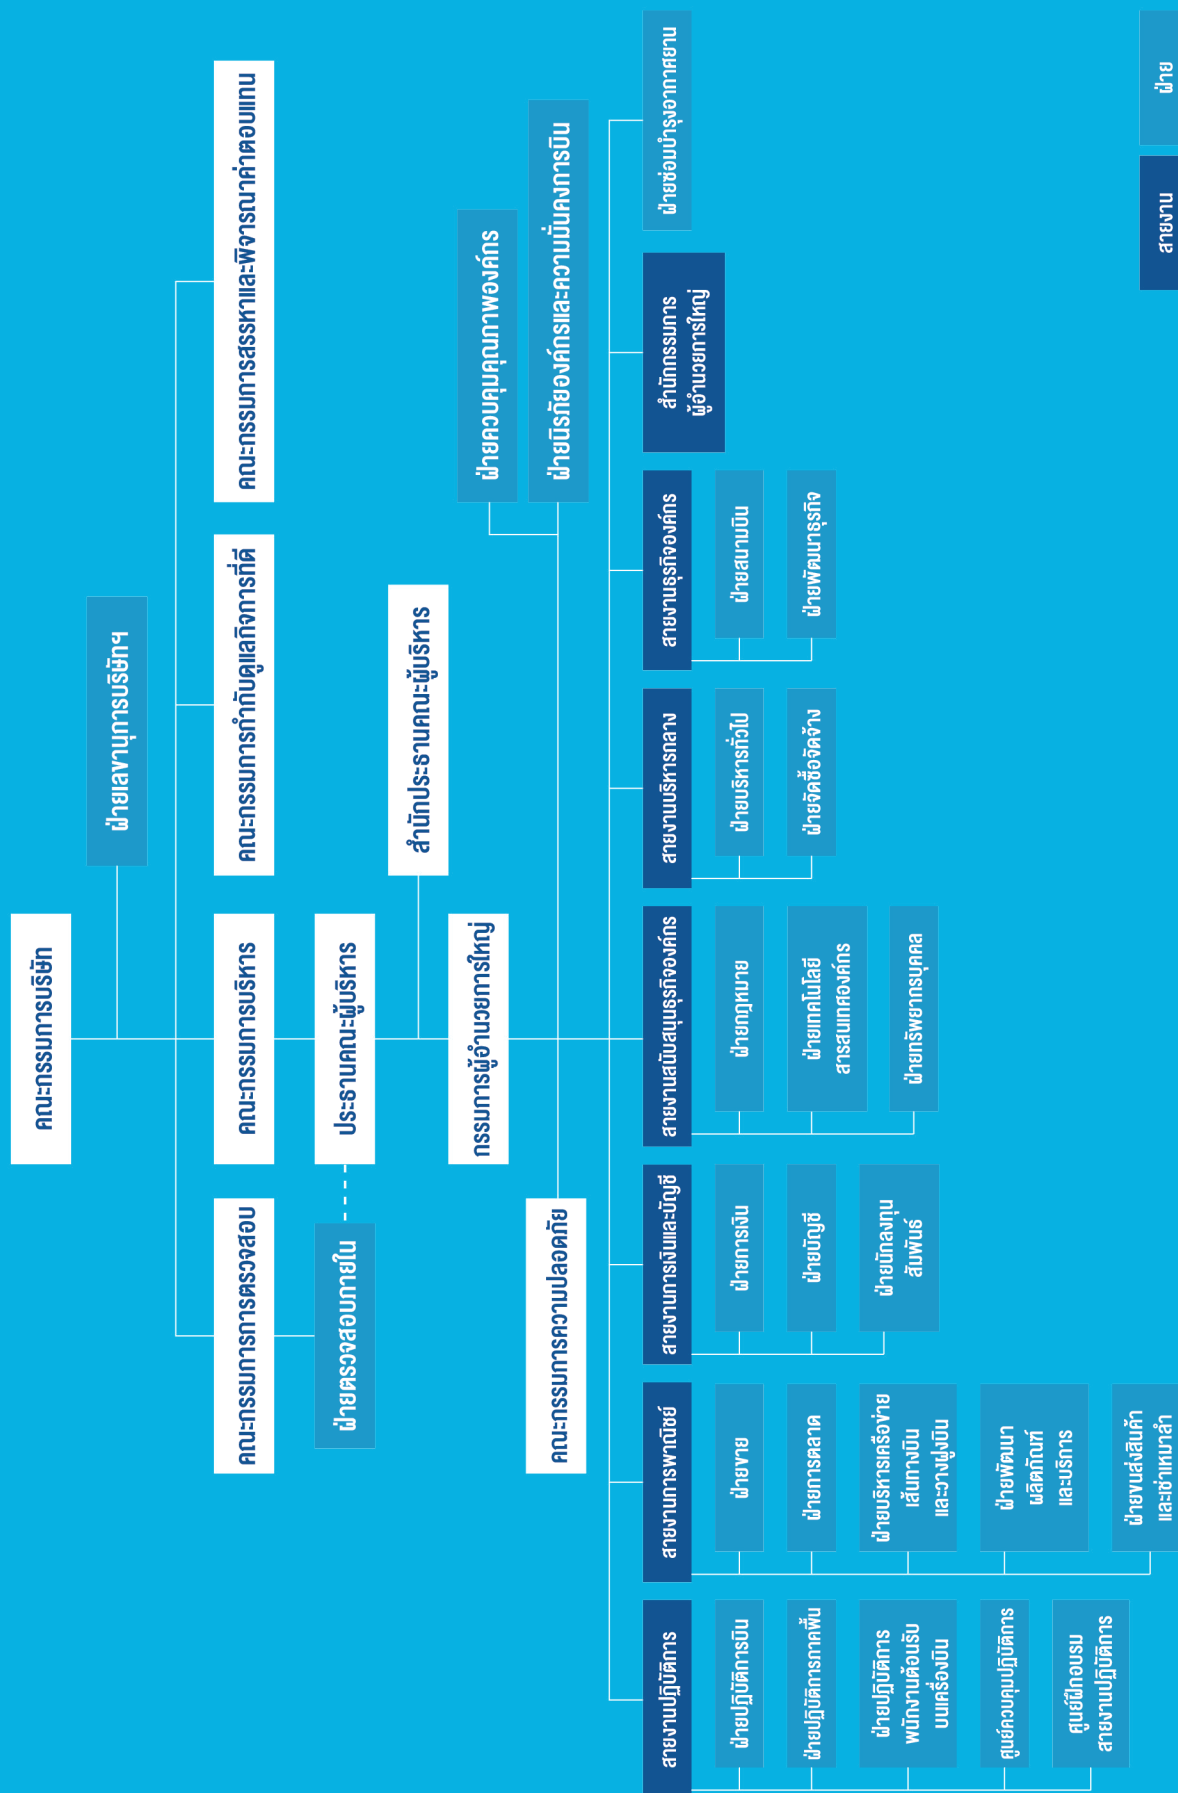 คณะกรรมการบริษัท
ฝ่ายเลขานุการบริษัทฯ
คณะกรรมการการตรวจสอบ
คณะกรรมการบริหาร
คณะกรรมการกำกับดูแลกิจการที่ดี
คณะกรรมการสรรหาและพิจารณาค่าตอบแทน
ฝ่ายตรวจสอบภายใน
ประธานคณะผู้บริหาร
สำนักประธานคณะผู้บริหาร
กรรมการผู้อำนวยการใหญ่
ฝ่ายควบคุมคุณภาพองค์กร
คณะกรรมการความปลอดภัย
ฝ่ายนิรภัยองค์กรและความมั่นคงการบิน
สายงานปฏิบัติการ
ฝ่ายปฏิบัติการบิน
ฝ่ายปฏิบัติการภาคพื้น
ฝ่ายปฏิบัติการ
พนักงานต้อนรับ
บนเครื่องบิน
ศูนย์ควบคุมปฏิบัติการ
ศูนย์ฝึกอบรม
สายงานปฏิบัติการ
สายงานการพาณิชย์
ฝ่ายขาย
ฝ่ายการตลาด
ฝ่ายบริหารเครือข่าย
เส้นทางบิน
และวางฝูงบิน
ฝ่ายพัฒนา
ผลิตภัณฑ์
และบริการ
ฝ่ายขนส่งสินค้า
และเช่าเหมาลำ
สายงานการเงินและบัญชี
ฝ่ายการเงิน
ฝ่ายบัญชี
ฝ่ายนักลงทุน
สัมพันธ์
สายงานสนับสนุนธุรกิจองค์กร
ฝ่ายกฎหมาย
ฝ่ายเทคโนโลยี
สารสนเทศองค์กร
ฝ่ายทรัพยากรบุคคล
สายงานบริหารกลาง
ฝ่ายบริหารทั่วไป
ฝ่ายจัดซื้อจัดจ้าง
สายงานธุรกิจองค์กร
ฝ่ายสนามบิน
ฝ่ายพัฒนาธุรกิจ
สำนักกรรมการ
ผู้อำนวยการใหญ่
ฝ่ายซ่อมบำรุงอากาศยาน
สายงาน
ฝ่าย